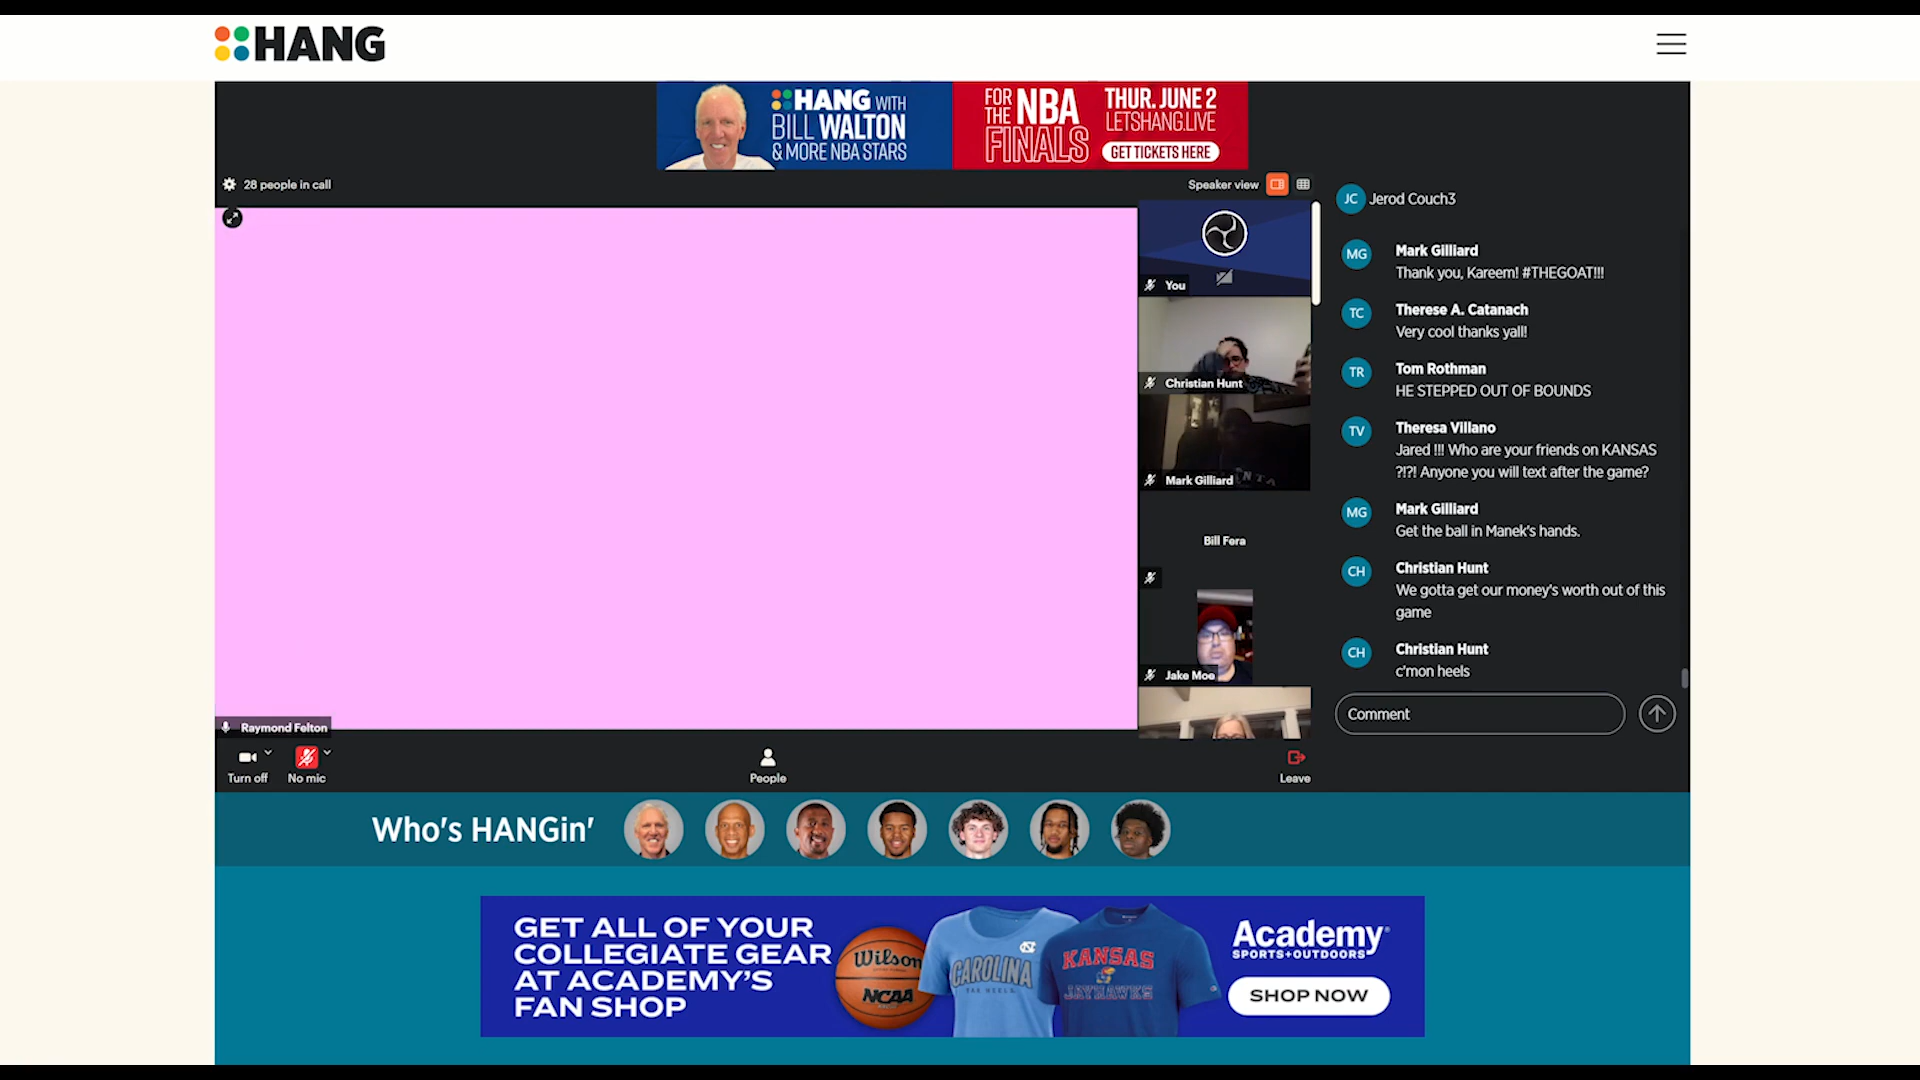 HANG
HANG WITH
BILL WALTON
& MORE NBA STARS
FOR
THE
NBA
FINALS
THUR. JUNE 2
LETSHANG.LIVE
GET TICKETS HERE
28 people in call
Speaker view
You
Christian Hunt
Mark Gilliard
Bill Fera
Jake Moe
Raymond Felton
Turn off
No mic
People
Leave
JC Jerod Couch3
MG Mark Gilliard
Thank you, Kareem! #THEGOAT!!!
TC Therese A. Catanach
Very cool thanks yall!
TR Tom Rothman
HE STEPPED OUT OF BOUNDS
TV Theresa Villano
Jared !!! Who are your friends on KANSAS
?!?! Anyone you will text after the game?
MG Mark Gilliard
Get the ball in Manek's hands.
CH Christian Hunt
We gotta get our money's worth out of this
game
CH Christian Hunt
c'mon heels
Comment
Who's HANGin'
GET ALL OF YOUR
COLLEGIATE GEAR
AT ACADEMY'S
FAN SHOP
Wilson
NCAA
CAROLINA
TAR HEELS
KANSAS
JAYHAWKS
Academy
SPORTS+OUTDOORS
SHOP NOW